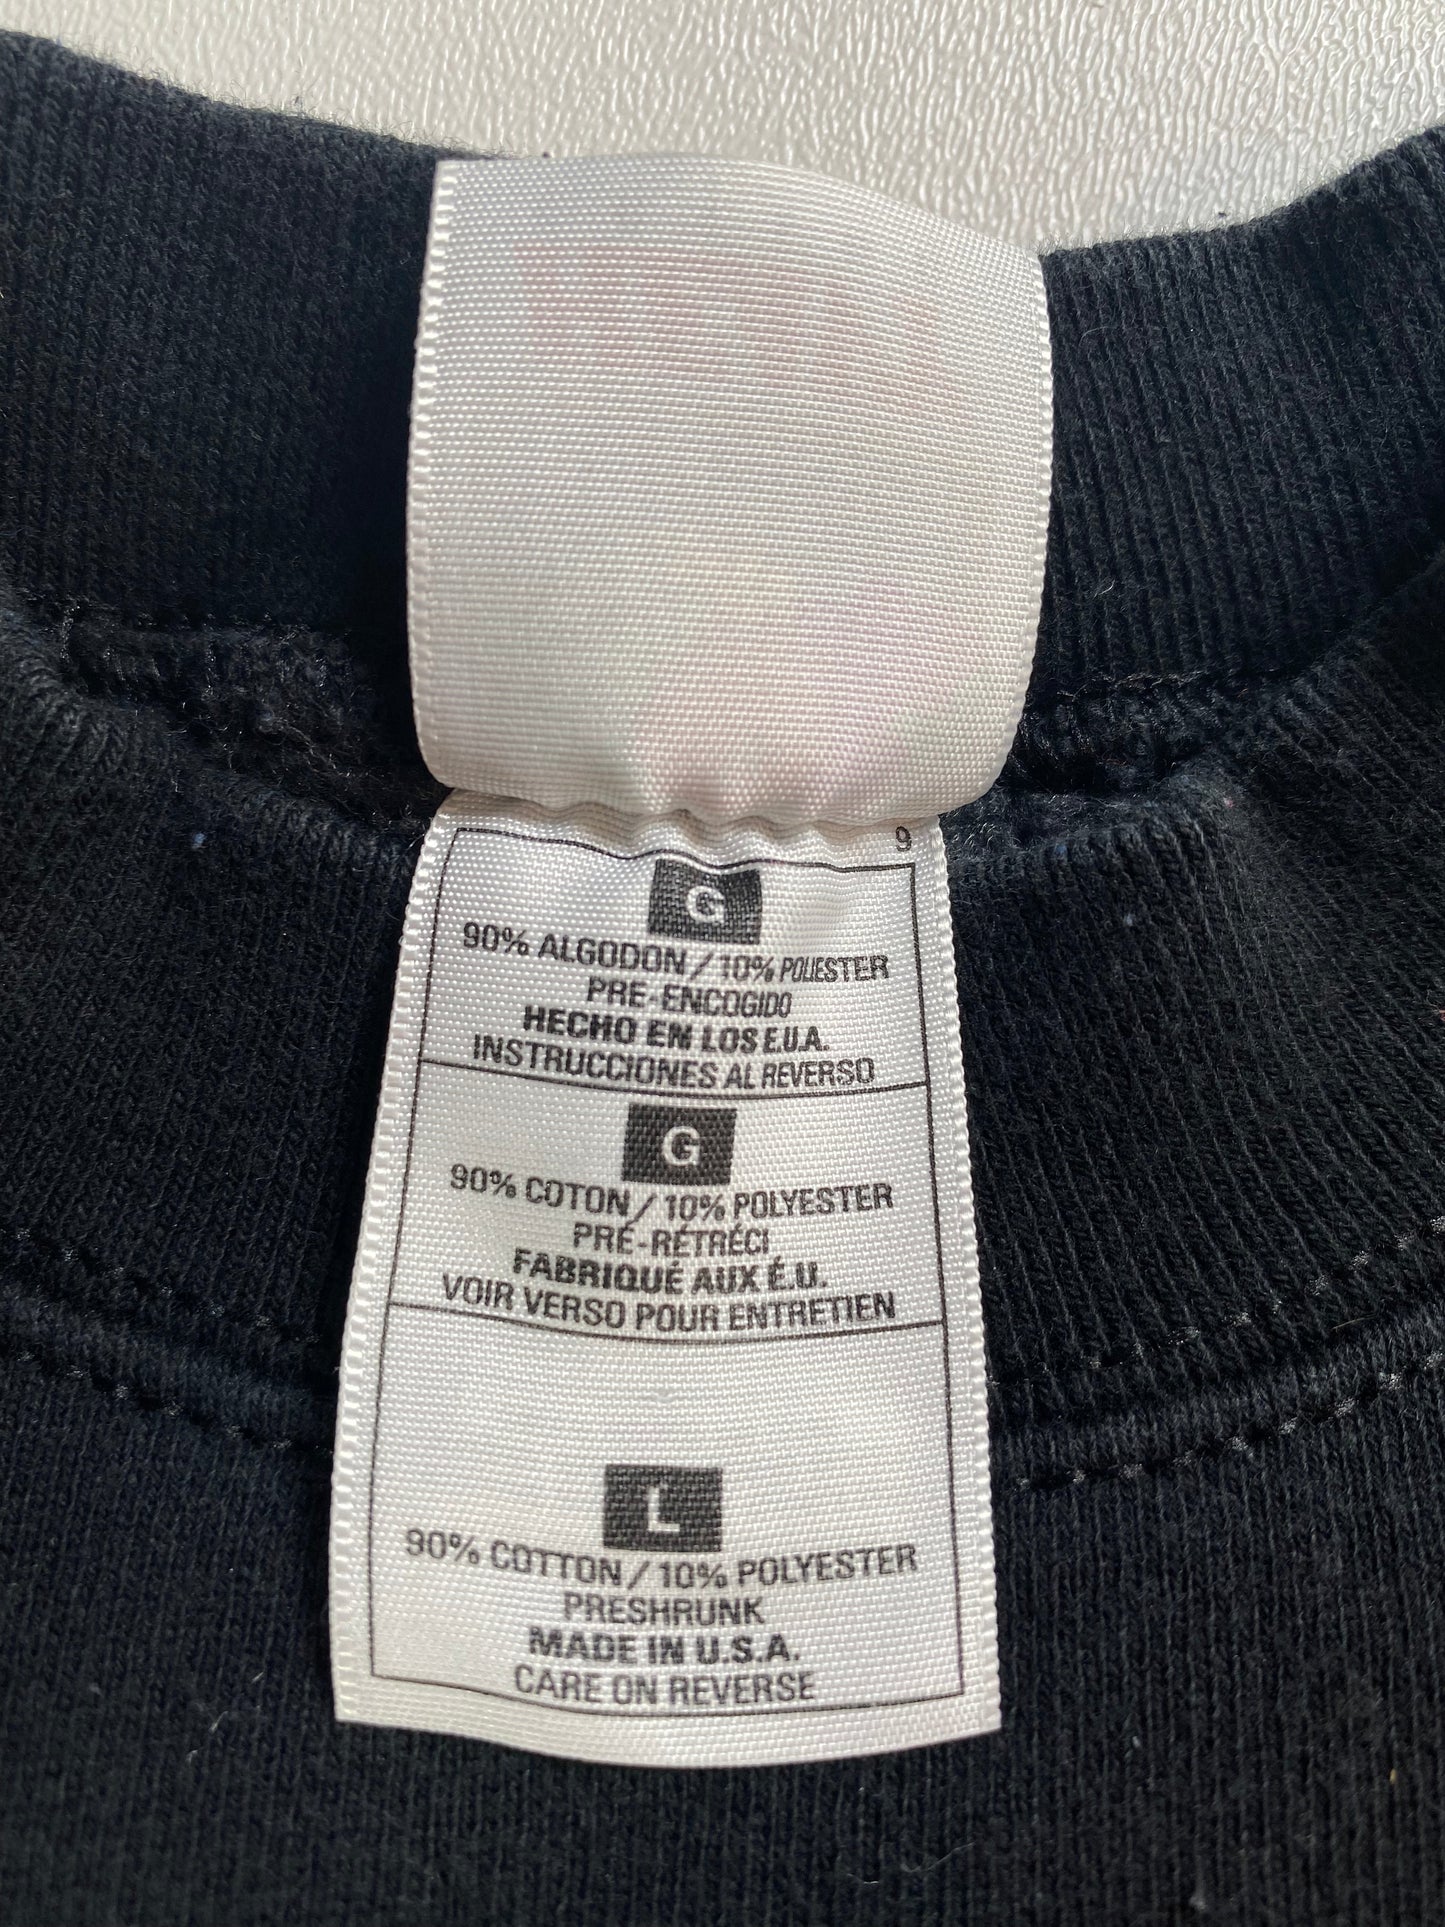 9
G
90% ALGODON / 10% POLIESTER
PRE-ENCOGIDO
HECHO EN LOS E.U.A.
INSTRUCCIONES AL REVERSO
G
90% COTON / 10% POLYESTER
PRÉ-RÉTRÉCI
FABRIQUÉ AUX É.U.
VOIR VERSO POUR ENTRETIEN
L
90% COTTON / 10% POLYESTER
PRESHRUNK
MADE IN U.S.A.
CARE ON REVERSE